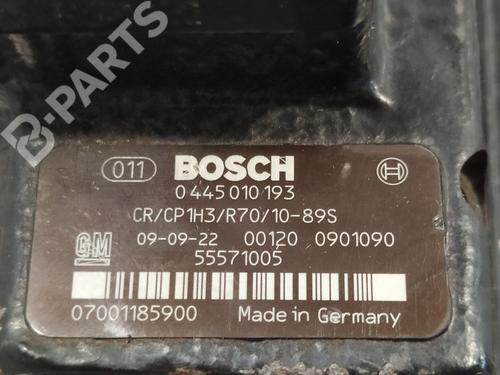 B-PARTS
011 BOSCH
0 445 010 193
CR/CP1H3/R70/10-89S
GM 09-09-22 00120 0901090
55571005
07001185900 Made in Germany